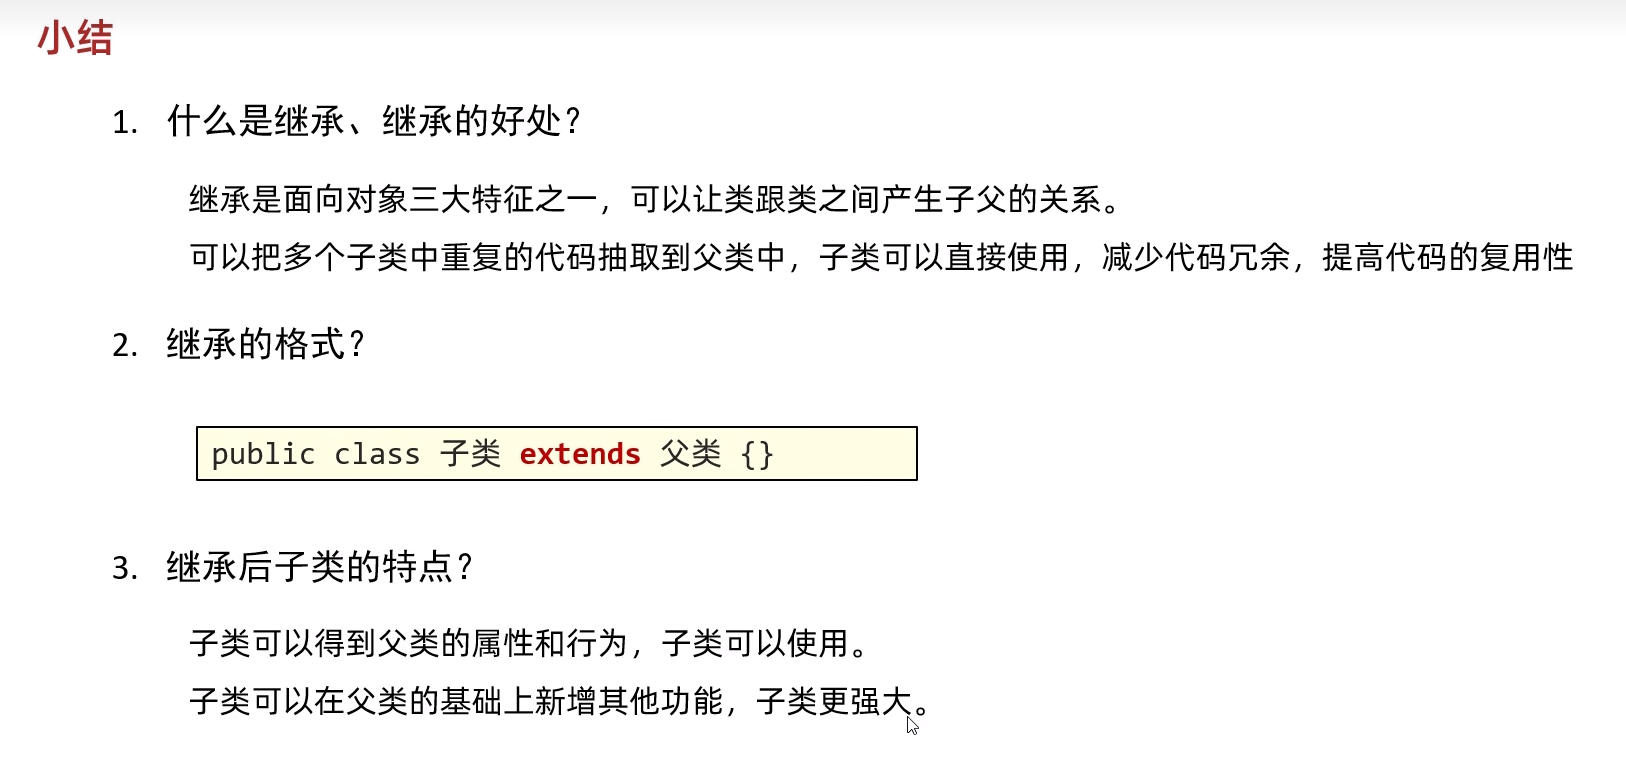 小结
1. 什么是继承、继承的好处？
继承是面向对象三大特征之一，可以让类跟类之间产生子父的关系。
可以把多个子类中重复的代码抽取到父类中，子类可以直接使用，减少代码冗余，提高代码的复用性
2. 继承的格式？
public class 子类 extends 父类 {}
3. 继承后子类的特点？
子类可以得到父类的属性和行为，子类可以使用。
子类可以在父类的基础上新增其他功能，子类更强大。